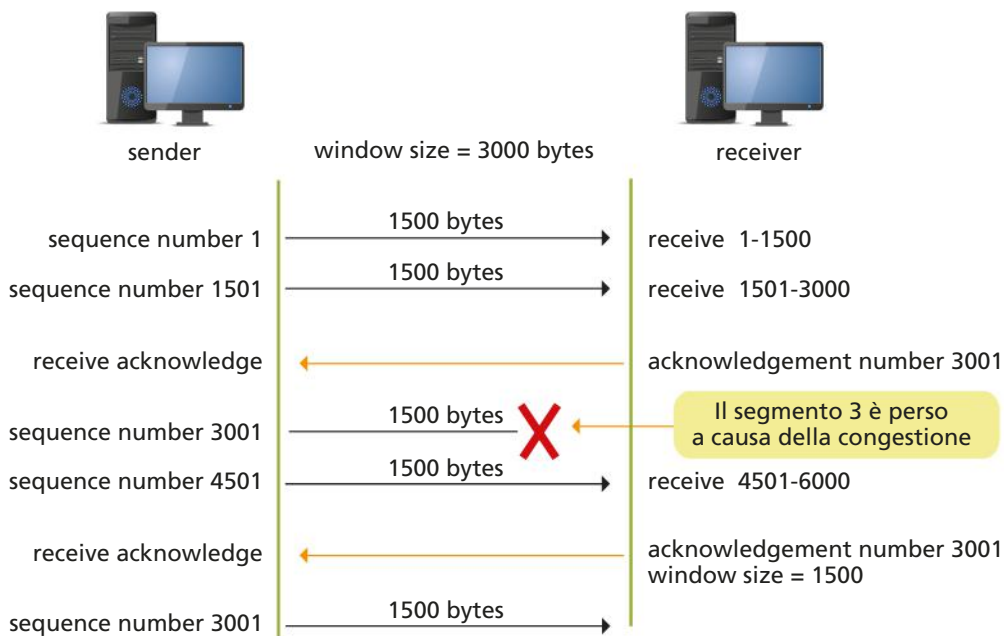 sender
window size = 3000 bytes
receiver
1500 bytes
sequence number 1
receive 1-1500
1500 bytes
sequence number 1501
receive 1501-3000
receive acknowledge
acknowledgement number 3001
1500 bytes
Il segmento 3 è perso
a causa della congestione
sequence number 3001
1500 bytes
sequence number 4501
receive 4501-6000
receive acknowledge
acknowledgement number 3001
window size = 1500
1500 bytes
sequence number 3001